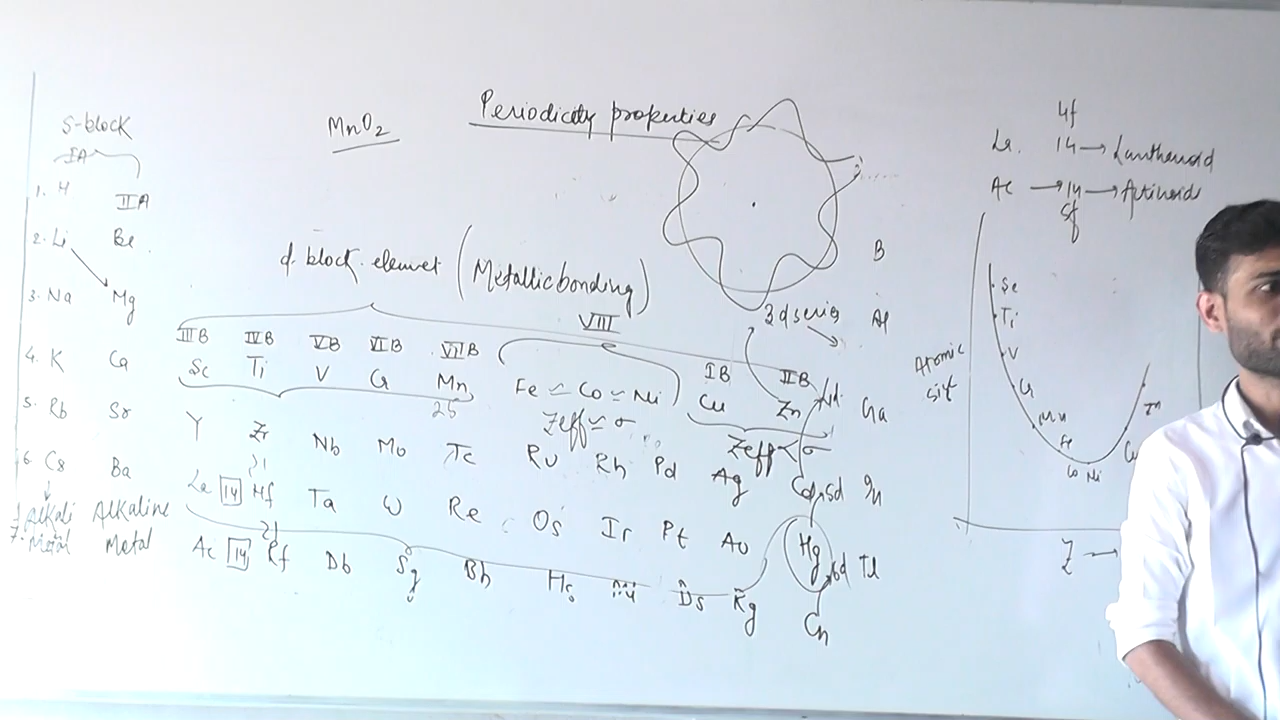 Periodicity properties
MnO2
S-block
IA
IIA
1. H
2. Li Be
3. Na Mg
4. K Ca
5. Rb Sr
6. Cs Ba
Alkali Alkaline
7. Metal Metal
d-block elemet (Metallic bonding)
3d series
B
Al
IIIB IVB VB VIB VIIB VIII IB IIB
Sc Ti V Cr Mn Fe ≃ Co ≃ Ni Cu Zn Ga
25 Zeff ≃ σ Zeff < σ
Y Zr Nb Mo Tc Ru Rh Pd Ag Cd In
La 14 Hf Ta W Re Os Ir Pt Au Hg Tl
Ac 14 Rf Db Sg Bh Hs Mt Ds Rg Cn
3d
5d
6d
4f
La. 14 → Lanthanoid
Ac → 14 → Actinoids
5f
Atomic
size
Sc
Ti
V
Cr
Mn
Fe
Co Ni
Cu
Zn
Z →